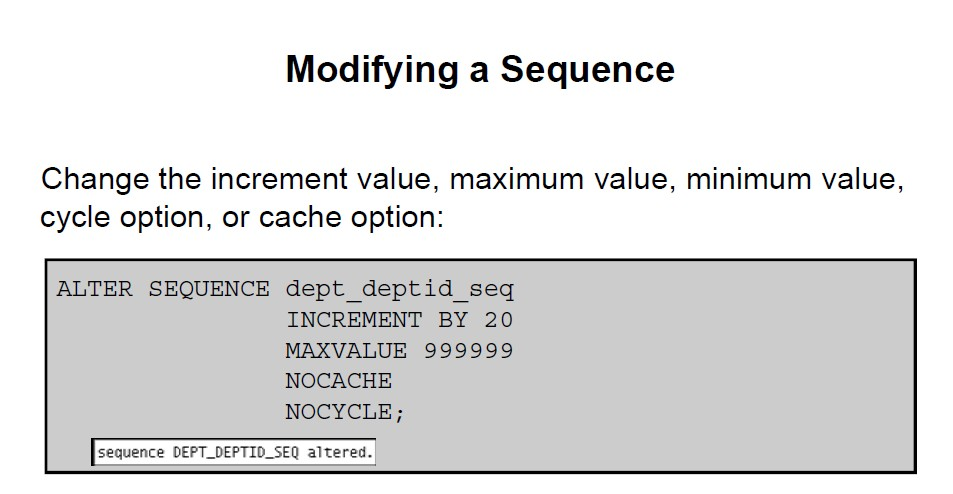 Modifying a Sequence
Change the increment value, maximum value, minimum value,
cycle option, or cache option:
ALTER SEQUENCE dept_deptid_seq
INCREMENT BY 20
MAXVALUE 999999
NOCACHE
NOCYCLE;
sequence DEPT_DEPTID_SEQ altered.